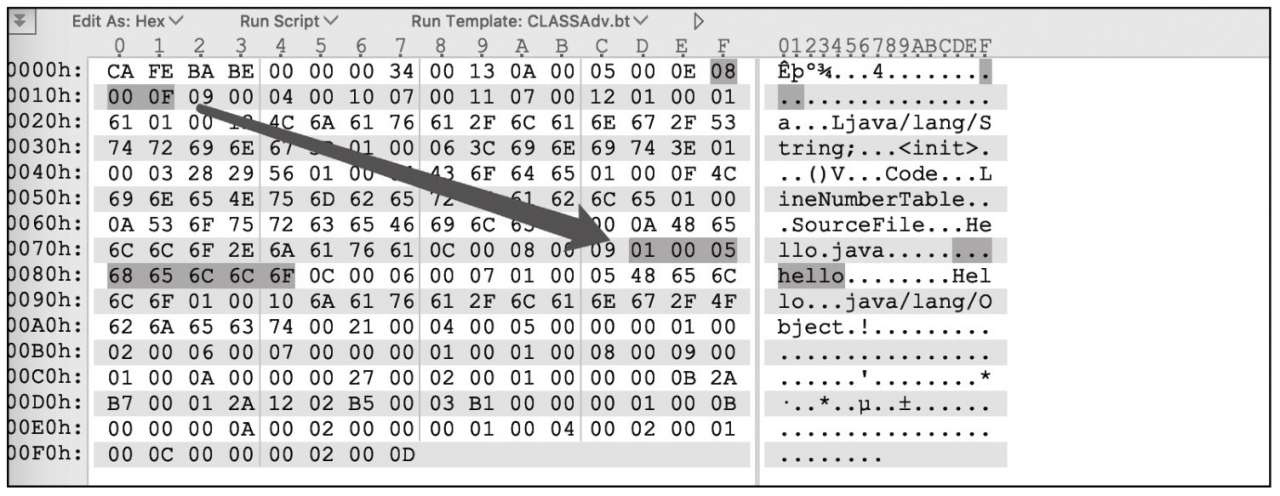 Edit As: Hex Run Script Run Template: CLASSAdv.bt
0 1 2 3 4 5 6 7 8 9 A B C D E F 0123456789ABCDEF
0000h: CA FE BA BE 00 00 00 34 00 13 0A 00 05 00 0E 08 Êþº¾...4........
0010h: 00 0F 09 00 04 00 10 07 00 11 07 00 12 01 00 01 ................
0020h: 61 01 00 4C 6A 61 76 61 2F 6C 61 6E 67 2F 53 a...Ljava/lang/S
0030h: 74 72 69 6E 67 01 00 06 3C 69 6E 69 74 3E 01 tring;...<init>.
0040h: 00 03 28 29 56 01 00 43 6F 64 65 01 00 0F 4C ..()V...Code...L
0050h: 69 6E 65 4E 75 6D 62 65 72 61 62 6C 65 01 00 ineNumberTable..
0060h: 0A 53 6F 75 72 63 65 46 69 6C 65 00 0A 48 65 .SourceFile...He
0070h: 6C 6C 6F 2E 6A 61 76 61 0C 00 08 00 09 01 00 05 llo.java........
0080h: 68 65 6C 6C 6F 0C 00 06 00 07 01 00 05 48 65 6C hello........Hel
0090h: 6C 6F 01 00 10 6A 61 76 61 2F 6C 61 6E 67 2F 4F lo...java/lang/O
00A0h: 62 6A 65 63 74 00 21 00 04 00 05 00 00 00 01 00 bject.!.........
00B0h: 02 00 06 00 07 00 00 00 01 00 01 00 08 00 09 00 ................
00C0h: 01 00 0A 00 00 00 27 00 02 00 01 00 00 00 0B 2A ......'........*
00D0h: B7 00 01 2A 12 02 B5 00 03 B1 00 00 00 01 00 0B ·..*..µ..±......
00E0h: 00 00 00 0A 00 02 00 00 00 01 00 04 00 02 00 01 ................
00F0h: 00 0C 00 00 00 02 00 0D ........